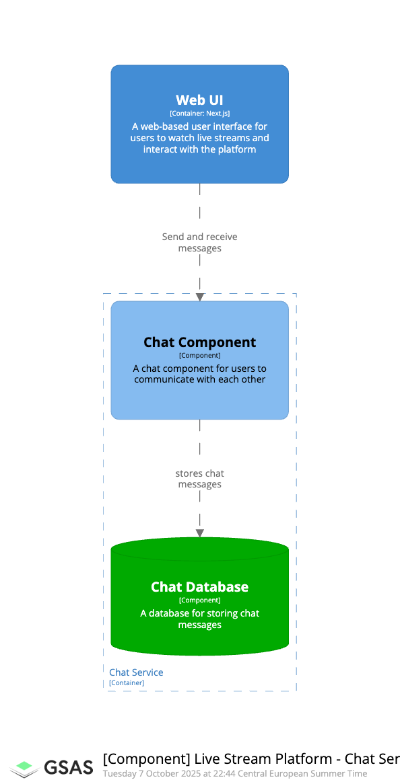 Web UI
[Container: Next.js]
A web-based user interface for
users to watch live streams and
interact with the platform
Send and receive
messages
Chat Component
[Component]
A chat component for users to
communicate with each other
stores chat
messages
Chat Database
[Component]
A database for storing chat
messages
Chat Service
[Container]
GSAS
[Component] Live Stream Platform - Chat Ser
Tuesday 7 October 2025 at 22:44 Central European Summer Time